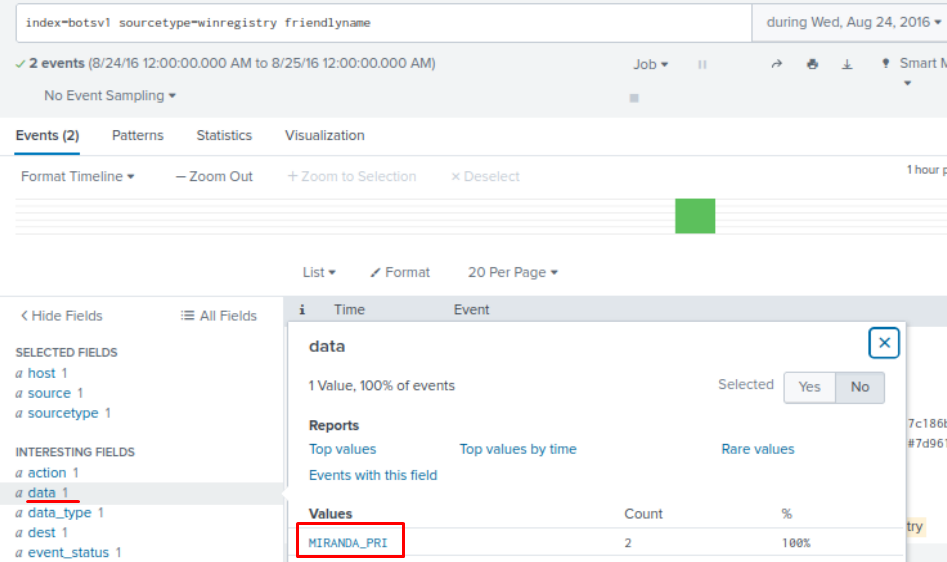 index=botsv1 sourcetype=winregistry friendlyname
during Wed, Aug 24, 2016
2 events (8/24/16 12:00:00.000 AM to 8/25/16 12:00:00.000 AM)
Job
Smart M
No Event Sampling
Events (2) Patterns Statistics Visualization
Format Timeline — Zoom Out + Zoom to Selection × Deselect
1 hour p
List Format 20 Per Page
< Hide Fields All Fields
i Time Event
SELECTED FIELDS
a host 1
a source 1
a sourcetype 1
INTERESTING FIELDS
a action 1
a data 1
a data_type 1
a dest 1
a event_status 1
data
1 Value, 100% of events
Selected Yes No
Reports
Top values Top values by time Rare values
Events with this field
Values Count %
MIRANDA_PRI 2 100%
7c186b
#7d961
try